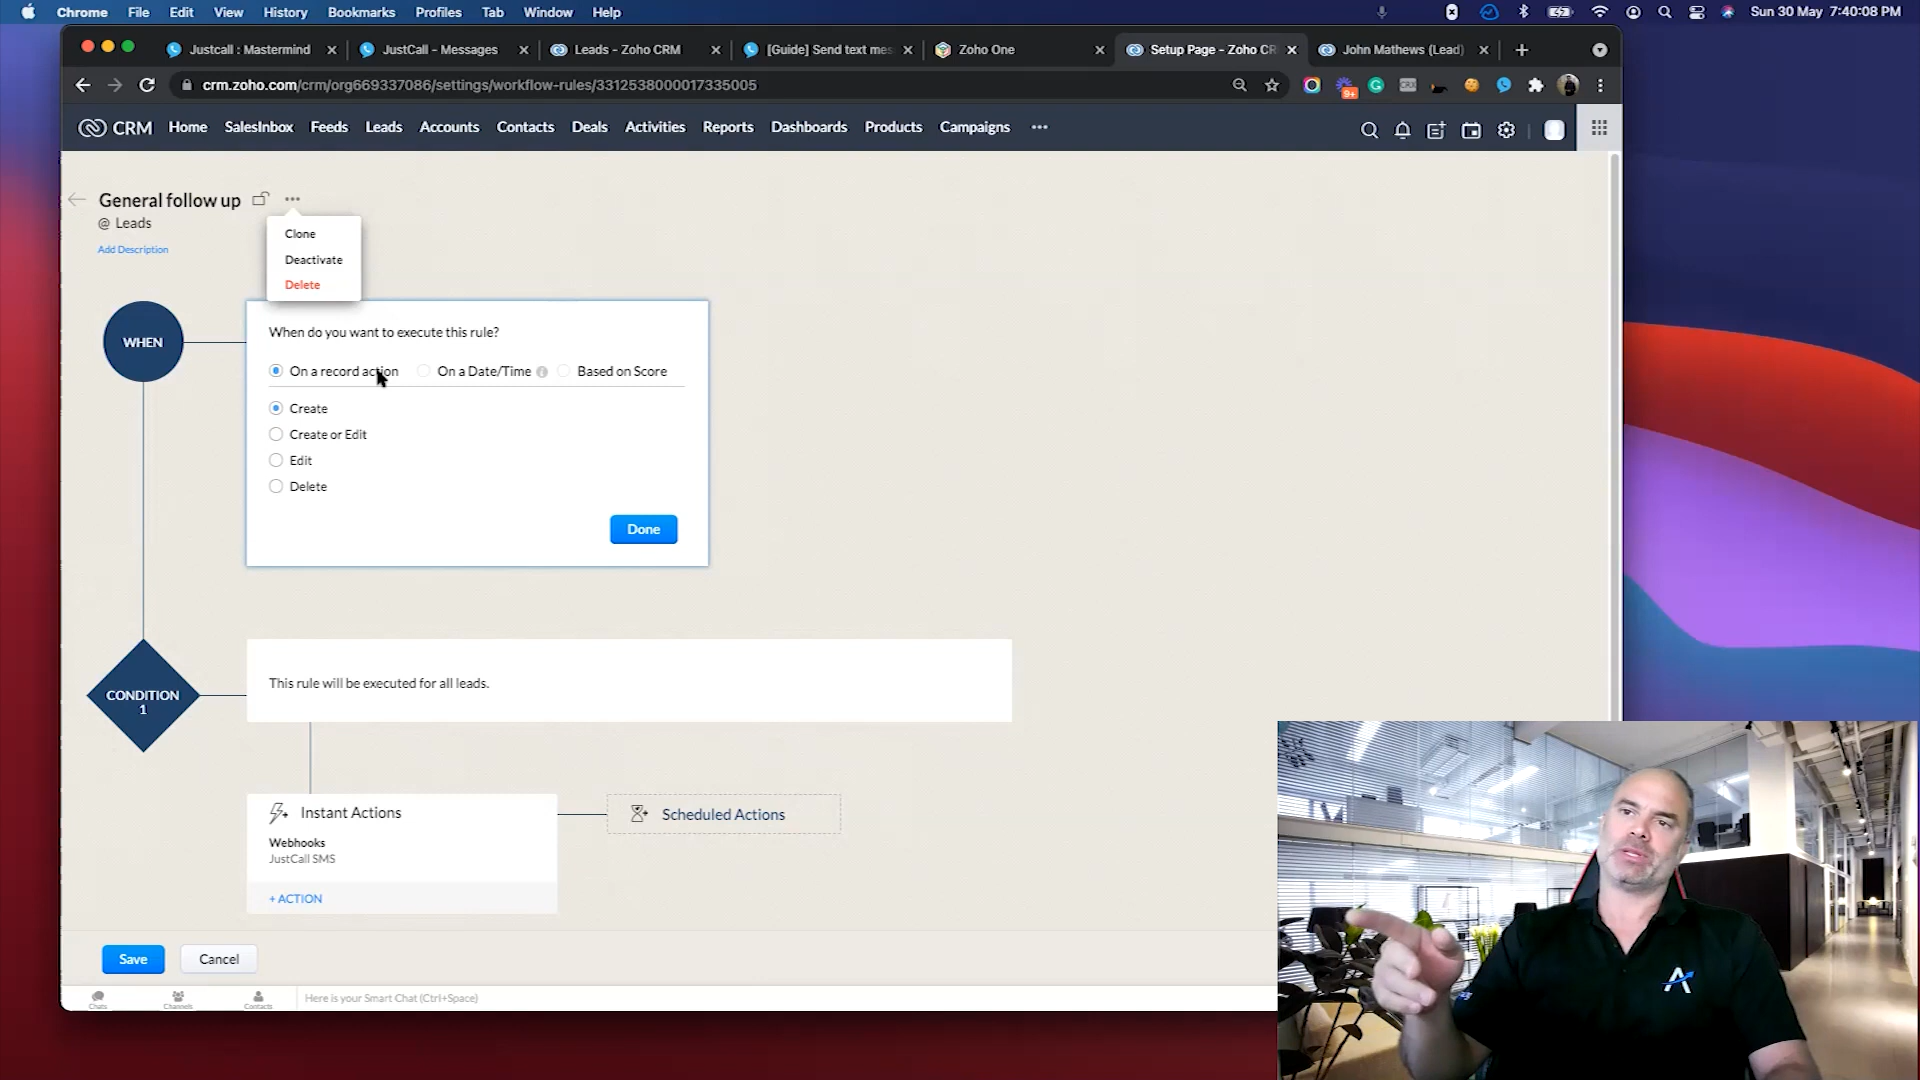 Chrome File Edit View History Bookmarks Profiles Tab Window Help Sun 30 May 7:40:08 PM
Justcall : Mastermind JustCall - Messages Leads - Zoho CRM [Guide] Send text mes Zoho One Setup Page - Zoho CR John Mathews (Lead)
crm.zoho.com/crm/org669337086/settings/workflow-rules/3312538000017335005 9+
CRM Home SalesInbox Feeds Leads Accounts Contacts Deals Activities Reports Dashboards Products Campaigns
General follow up
@ Leads
Add Description
Clone
Deactivate
Delete
WHEN
When do you want to execute this rule?
On a record action On a Date/Time Based on Score
Create
Create or Edit
Edit
Delete
Done
CONDITION
1
This rule will be executed for all leads.
Instant Actions
Webhooks
JustCall SMS
+ ACTION
Scheduled Actions
Save Cancel
Chats Channels Contacts Here is your Smart Chat (Ctrl+Space)